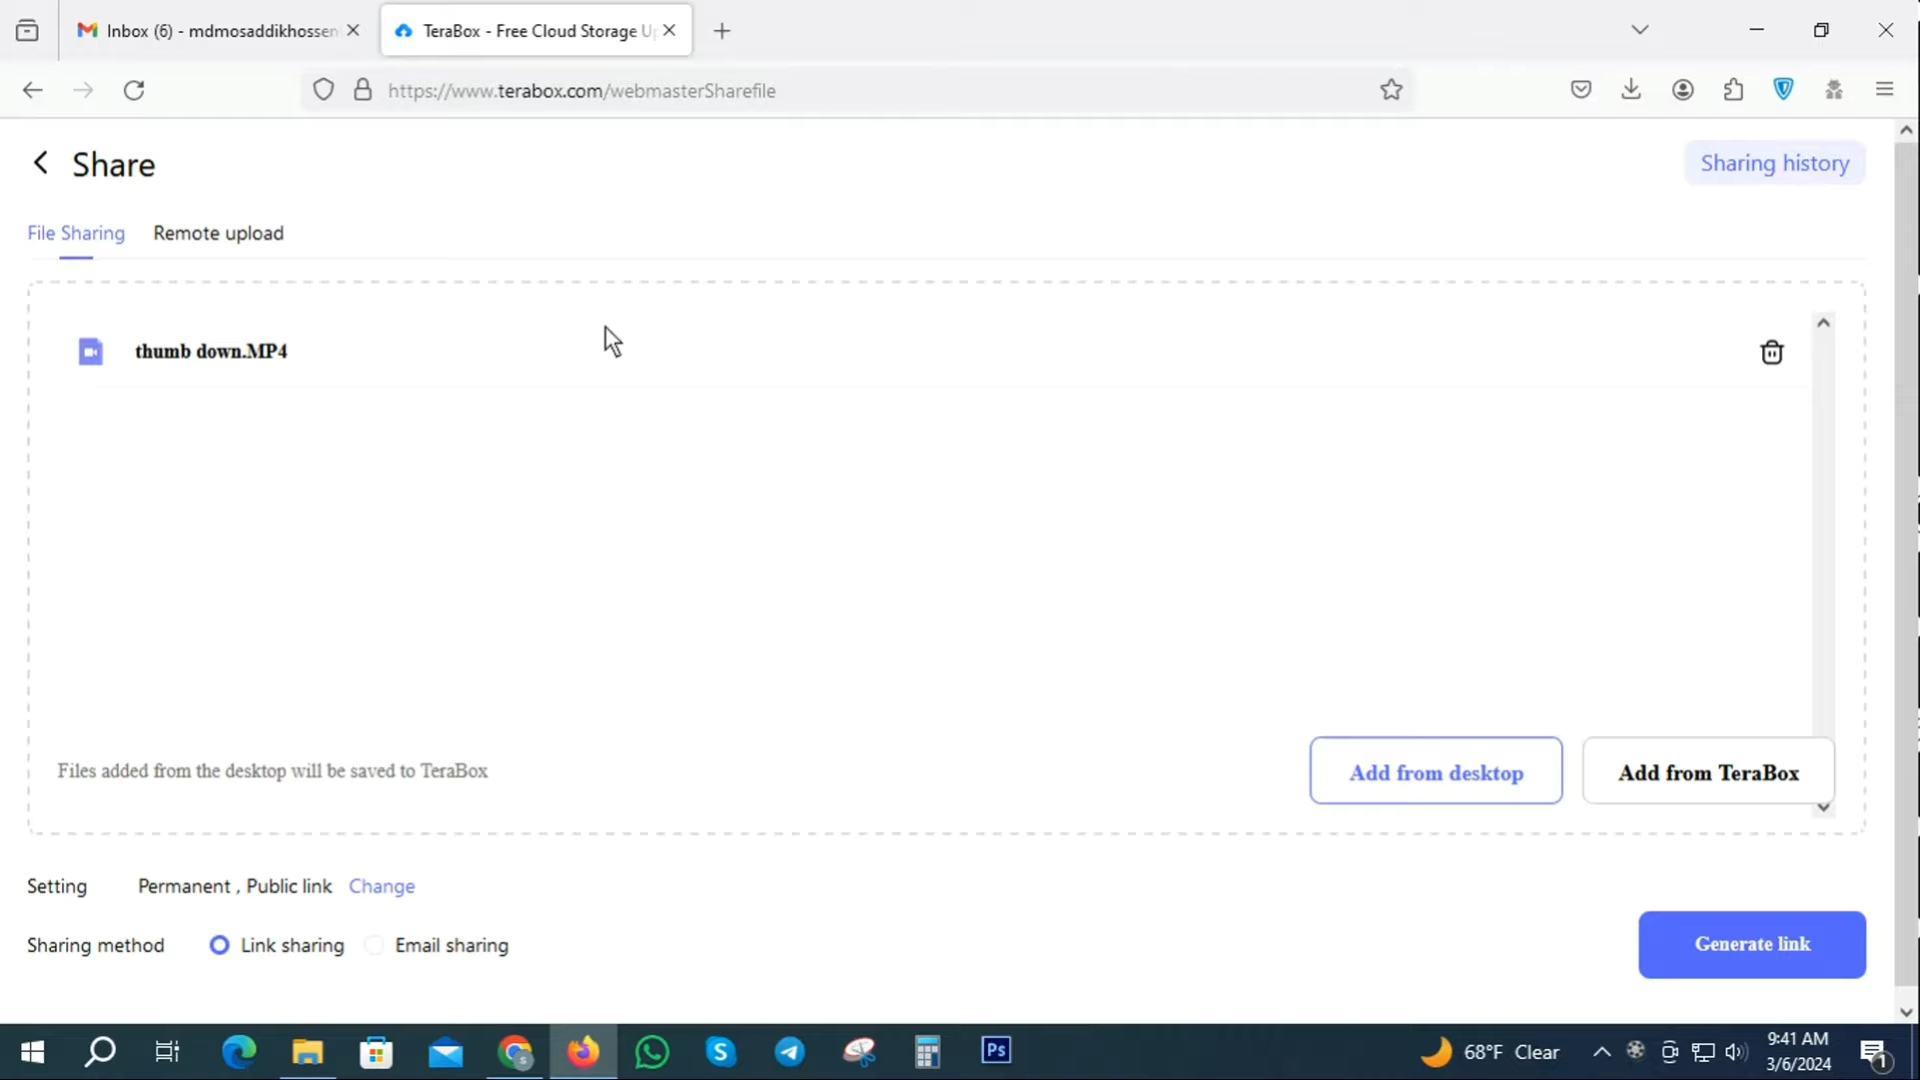 Inbox (6) - mdmosaddikhossen
TeraBox - Free Cloud Storage U
https://www.terabox.com/webmasterSharefile
Share
Sharing history
File Sharing
Remote upload
thumb down.MP4
Files added from the desktop will be saved to TeraBox
Add from desktop
Add from TeraBox
Setting
Permanent , Public link
Change
Sharing method
Link sharing
Email sharing
Generate link
Ps
68°F Clear
9:41 AM
3/6/2024
1